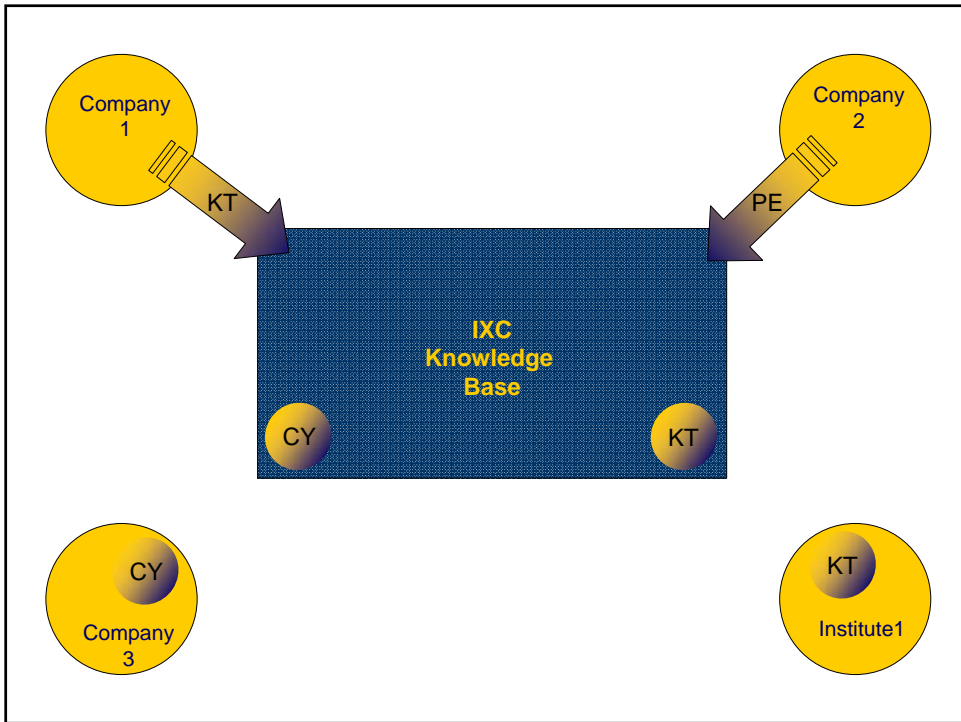 Company
1
Company
2
KT
PE
IXC
Knowledge
Base
CY
KT
CY
KT
Company
3
Institute1